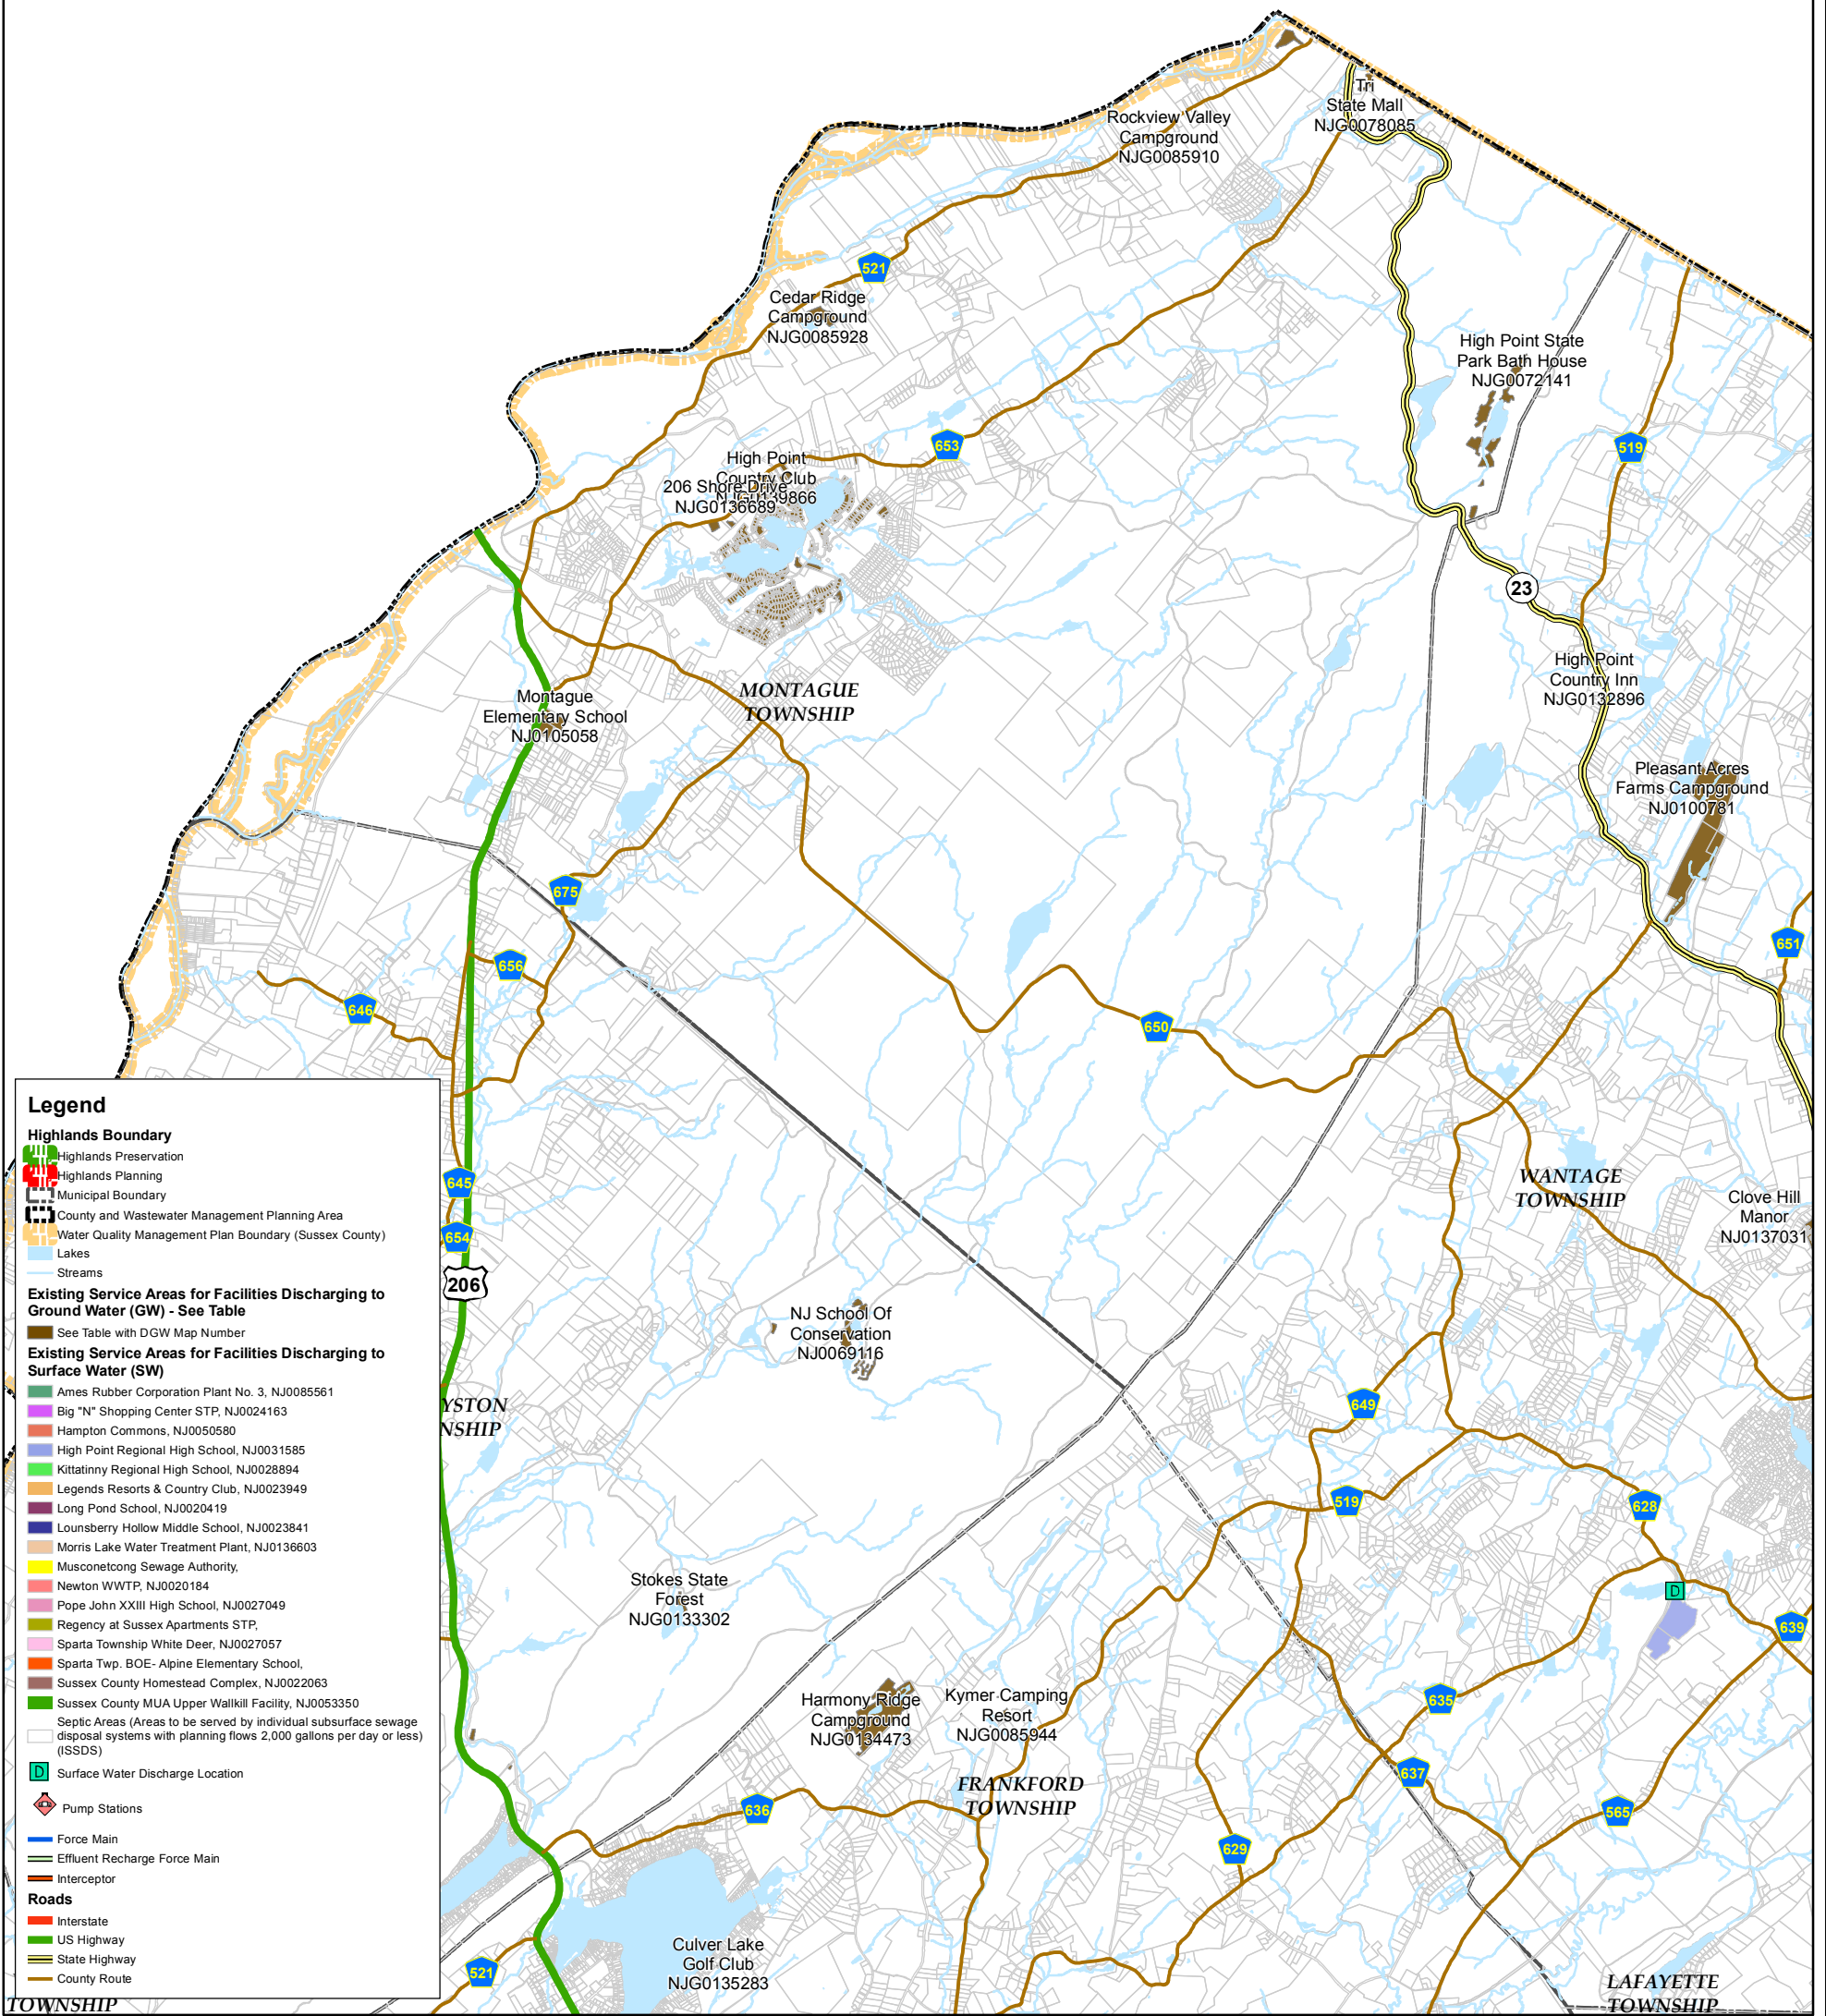 Tri
State Mall
NJG0078085
Rockview Valley
Campground
NJG0085910
521
Cedar Ridge
Campground
NJG0085928
High Point State
Park Bath House
NJG0072141
653
519
High Point
Country Club
NJG0139866
206 Shore Drive
NJG0136689
23
High Point
Country Inn
NJG0132896
MONTAGUE
TOWNSHIP
Montague
Elementary School
NJ0105058
Pleasant Acres
Farms Campground
NJ0100781
675
651
656
646
650
WANTAGE
TOWNSHIP
Clove Hill
Manor
NJ0137031
645
654
206
NJ School Of
Conservation
NJ0069116
YSTON
NSHIP
649
519
628
Stokes State
Forest
NJG0133302
639
Harmony Ridge
Campground
NJG0134473
Kymer Camping
Resort
NJG0085944
635
637
FRANKFORD
TOWNSHIP
636
565
629
Culver Lake
Golf Club
NJG0135283
521
LAFAYETTE
TOWNSHIP
TOWNSHIP
Legend
Highlands Boundary
Highlands Preservation
Highlands Planning
Municipal Boundary
County and Wastewater Management Planning Area
Water Quality Management Plan Boundary (Sussex County)
Lakes
Streams
Existing Service Areas for Facilities Discharging to
Ground Water (GW) - See Table
See Table with DGW Map Number
Existing Service Areas for Facilities Discharging to
Surface Water (SW)
Ames Rubber Corporation Plant No. 3, NJ0085561
Big "N" Shopping Center STP, NJ0024163
Hampton Commons, NJ0050580
High Point Regional High School, NJ0031585
Kittatinny Regional High School, NJ0028894
Legends Resorts & Country Club, NJ0023949
Long Pond School, NJ0020419
Lounsberry Hollow Middle School, NJ0023841
Morris Lake Water Treatment Plant, NJ0136603
Musconetcong Sewage Authority,
Newton WWTP, NJ0020184
Pope John XXIII High School, NJ0027049
Regency at Sussex Apartments STP,
Sparta Township White Deer, NJ0027057
Sparta Twp. BOE- Alpine Elementary School,
Sussex County Homestead Complex, NJ0022063
Sussex County MUA Upper Wallkill Facility, NJ0053350
Septic Areas (Areas to be served by individual subsurface sewage
disposal systems with planning flows 2,000 gallons per day or less)
(ISSDS)
D
D Surface Water Discharge Location
Pump Stations
Force Main
Effluent Recharge Force Main
Interceptor
Roads
Interstate
US Highway
State Highway
County Route